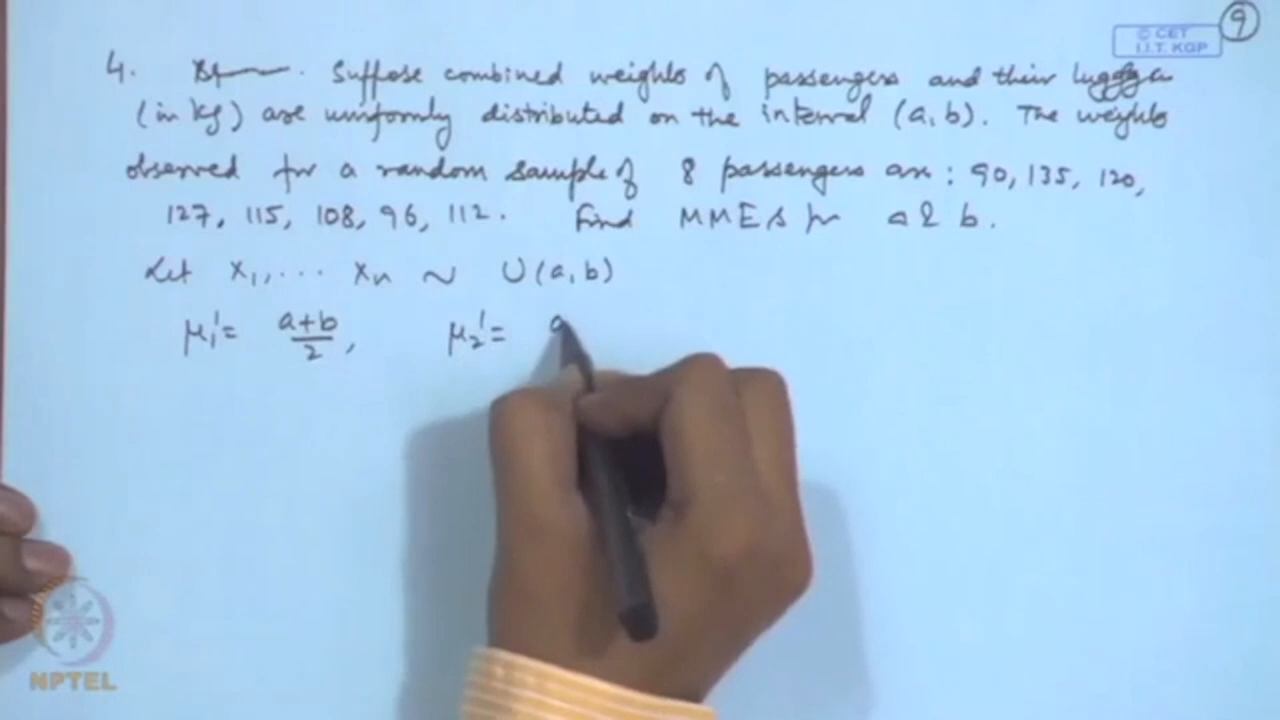 9
© CET
I.I.T. KGP
4. Suppose combined weights of passengers and their
(in kg) are uniformly distributed on the interval (a, b). The weights
observed for a random sample of 8 passengers are : 90, 135, 120,
127, 115, 108, 96, 112. Find MMEs for a & b.
Let X₁, ... Xn ~ U(a, b)
μ₁' = a+b/2, μ₂' = a
NPTEL